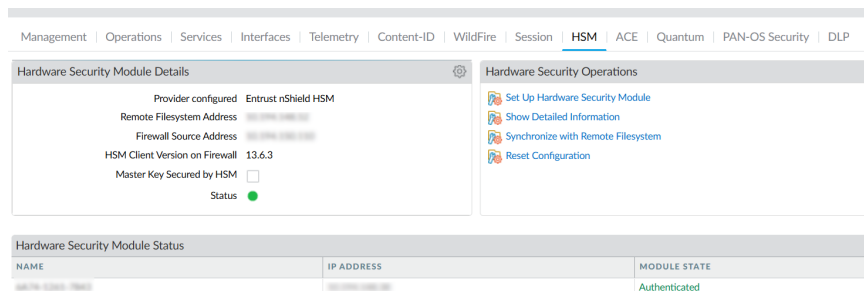 Management | Operations | Services | Interfaces | Telemetry | Content-ID | WildFire | Session | HSM | ACE | Quantum | PAN-OS Security | DLP
Hardware Security Module Details
Provider configured Entrust nShield HSM
Remote Filesystem Address
Firewall Source Address
HSM Client Version on Firewall 13.6.3
Master Key Secured by HSM
Status
Hardware Security Operations
Set Up Hardware Security Module
Show Detailed Information
Synchronize with Remote Filesystem
Reset Configuration
Hardware Security Module Status
NAME IP ADDRESS MODULE STATE
Authenticated